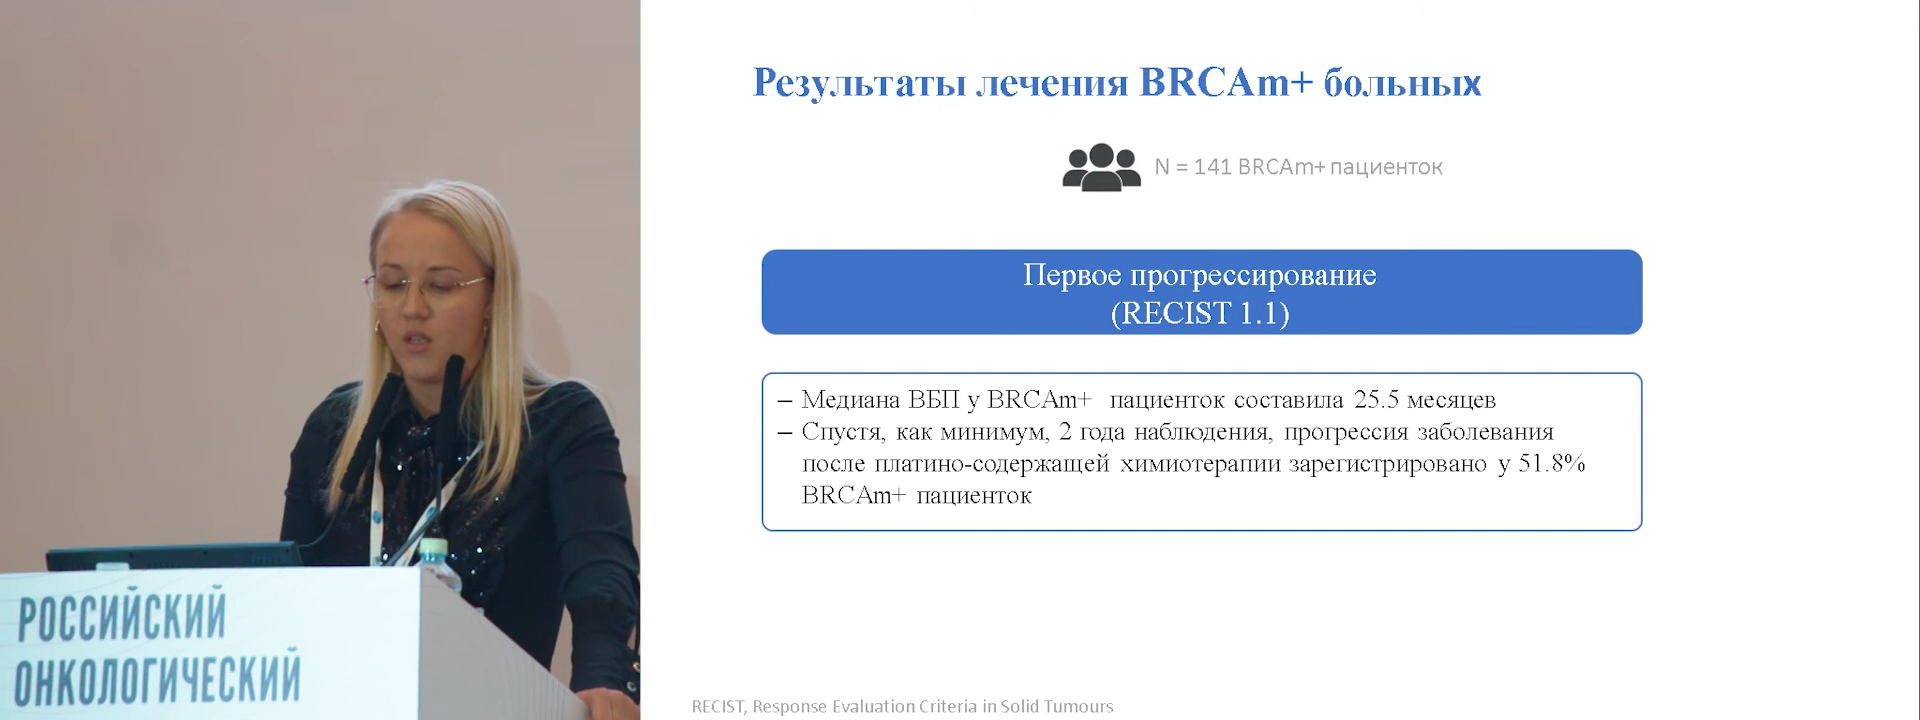 Результаты лечения BRCAm+ больных
N = 141 BRCAm+ пациенток
Первое прогрессирование
(RECIST 1.1)
– Медиана ВБП у BRCAm+ пациенток составила 25.5 месяцев
– Спустя, как минимум, 2 года наблюдения, прогрессия заболевания
после платино-содержащей химиотерапии зарегистрировано у 51.8%
BRCAm+ пациенток
RECIST, Response Evaluation Criteria in Solid Tumours
РОССИЙСКИЙ
ОНКОЛОГИЧЕСКИЙ